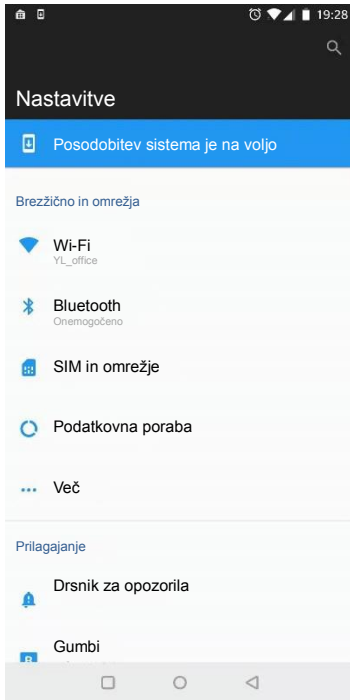 19:28
Nastavitve
Posodobitev sistema je na voljo
Brezžično in omrežja
Wi-Fi
YL_office
Bluetooth
Onemogočeno
SIM in omrežje
Podatkovna poraba
Več
Prilagajanje
Drsnik za opozorila
Gumbi